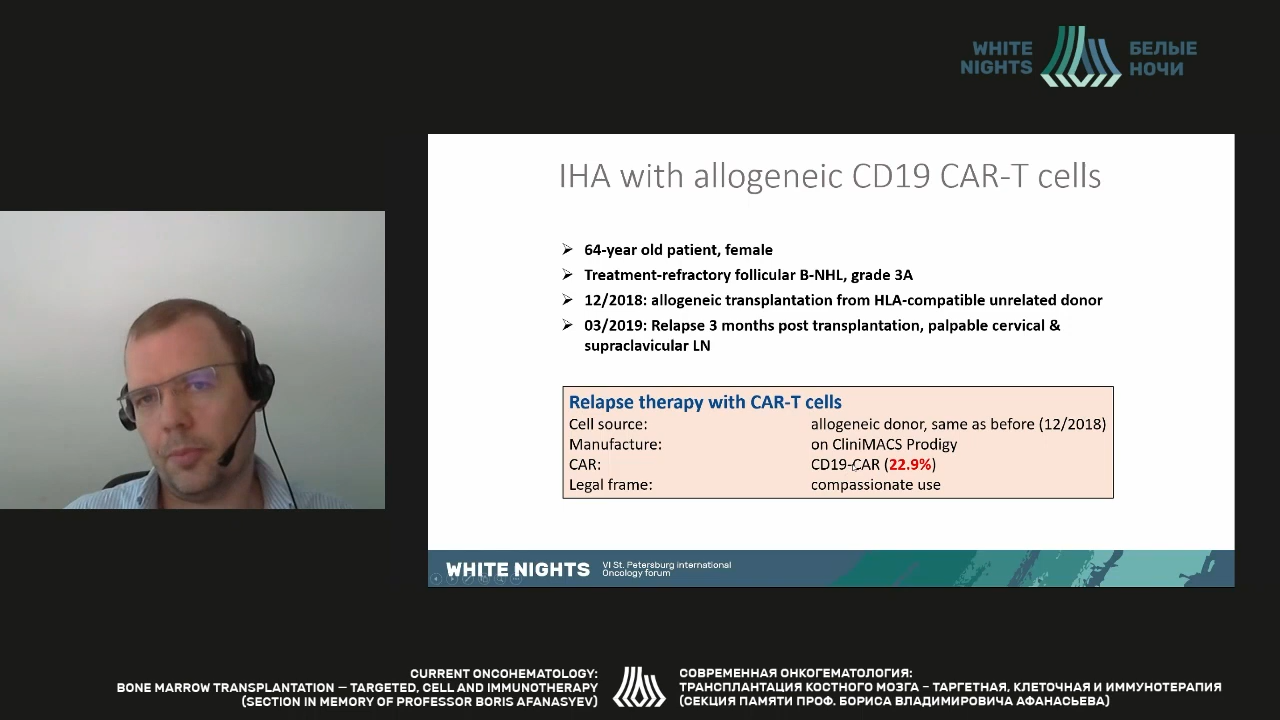 WHITE
NIGHTS
БЕЛЫЕ
НОЧИ
IHA with allogeneic CD19 CAR-T cells
64-year old patient, female
Treatment-refractory follicular B-NHL, grade 3A
12/2018: allogeneic transplantation from HLA-compatible unrelated donor
03/2019: Relapse 3 months post transplantation, palpable cervical &
supraclavicular LN
Relapse therapy with CAR-T cells
Cell source: allogeneic donor, same as before (12/2018)
Manufacture: on CliniMACS Prodigy
CAR: CD19-CAR (22.9%)
Legal frame: compassionate use
WHITE NIGHTS
VI St. Petersburg International
Oncology forum
CURRENT ONCOHEMATOLOGY:
BONE MARROW TRANSPLANTATION – TARGETED, CELL AND IMMUNOTHERAPY
(SECTION IN MEMORY OF PROFESSOR BORIS AFANASYEV)
СОВРЕМЕННАЯ ОНКОГЕМАТОЛОГИЯ:
ТРАНСПЛАНТАЦИЯ КОСТНОГО МОЗГА – ТАРГЕТНАЯ, КЛЕТОЧНАЯ И ИММУНОТЕРАПИЯ
(СЕКЦИЯ ПАМЯТИ ПРОФ. БОРИСА ВЛАДИМИРОВИЧА АФАНАСЬЕВА)